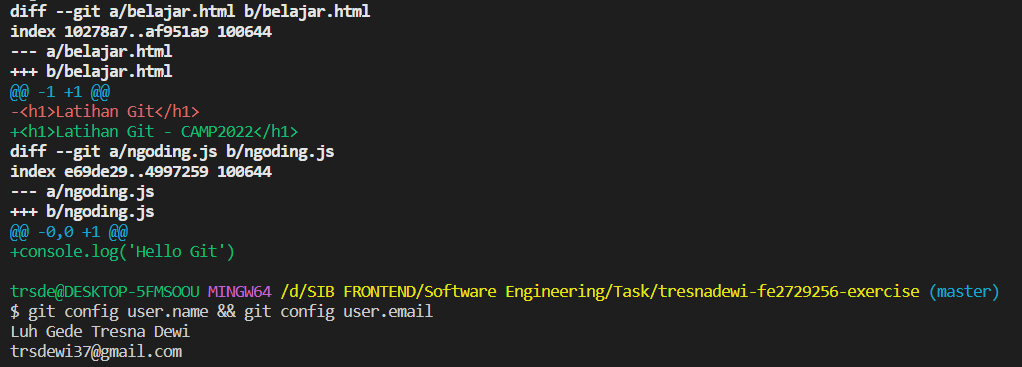 diff --git a/belajar.html b/belajar.html
index 10278a7..af951a9 100644
--- a/belajar.html
+++ b/belajar.html
@@ -1 +1 @@
-<h1>Latihan Git</h1>
+<h1>Latihan Git - CAMP2022</h1>
diff --git a/ngoding.js b/ngoding.js
index e69de29..4997259 100644
--- a/ngoding.js
+++ b/ngoding.js
@@ -0,0 +1 @@
+console.log('Hello Git')
trsde@DESKTOP-5FMSOOU MINGW64 /d/SIB FRONTEND/Software Engineering/Task/tresnadewi-fe2729256-exercise (master)
$ git config user.name && git config user.email
Luh Gede Tresna Dewi
trsdewi37@gmail.com